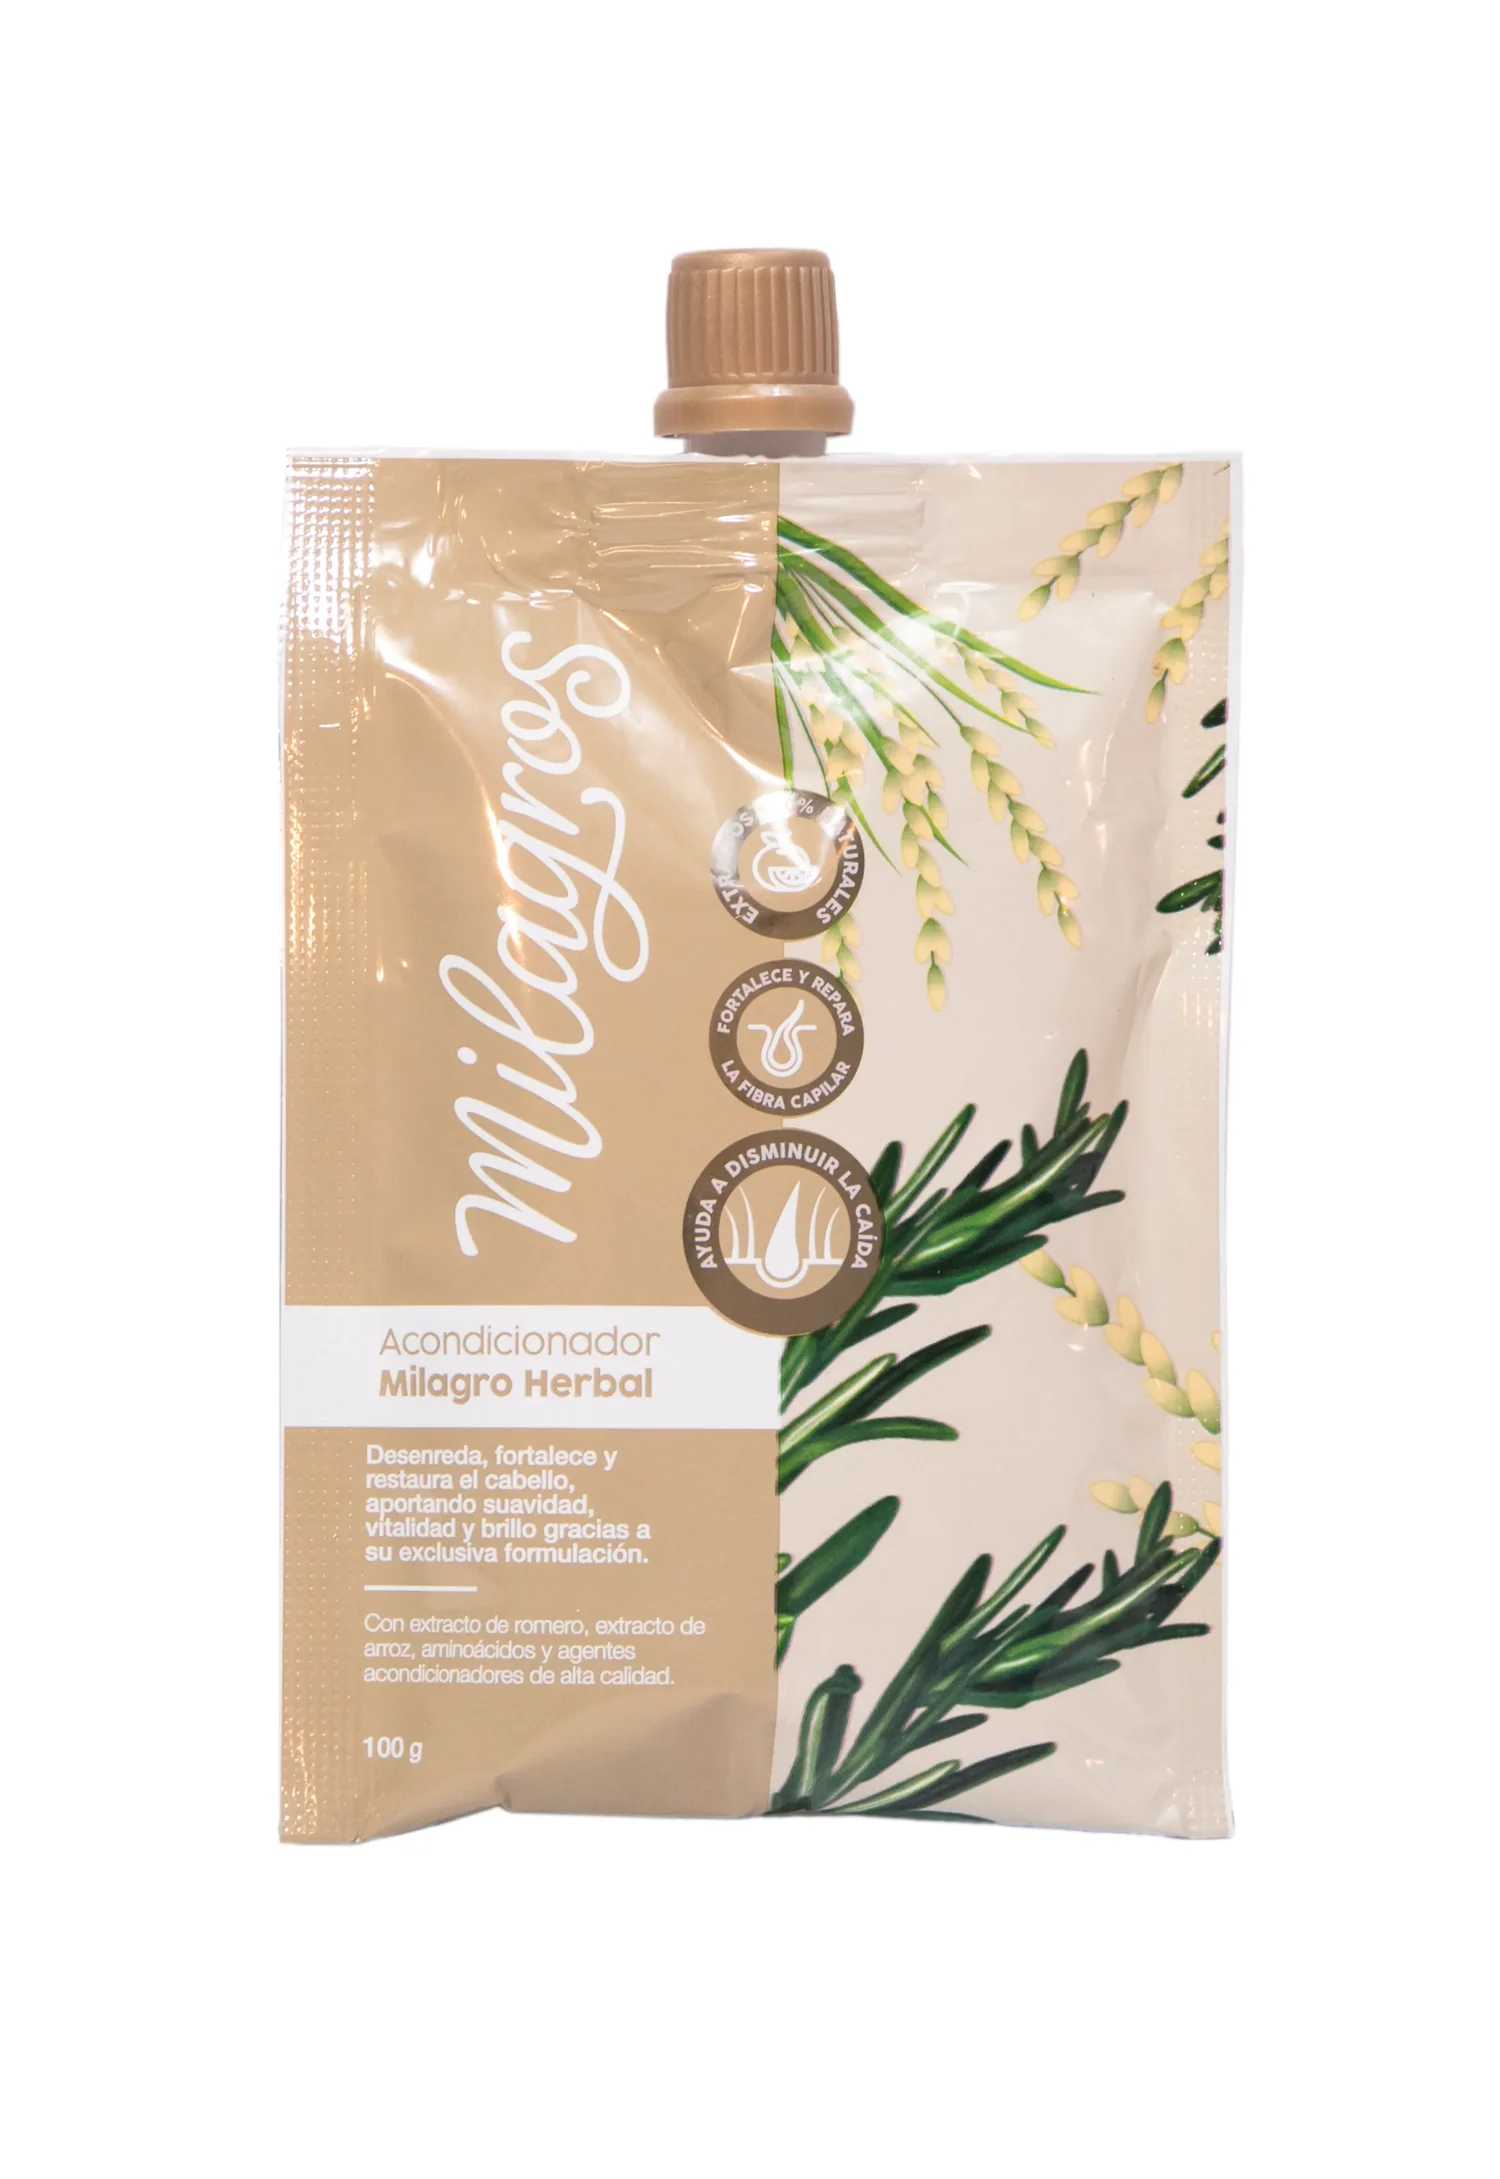 Milagros
NATURALES
FORTALECE Y REPARA
LA FIBRA CAPILAR
AYUDA A DISMINUIR LA CAÍDA
Acondicionador
Milagro Herbal
Desenreda, fortalece y
restaura el cabello,
aportando suavidad,
vitalidad y brillo gracias a
su exclusiva formulación.
Con extracto de romero, extracto de
arroz, aminoácidos y agentes
acondicionadores de alta calidad.
100 g